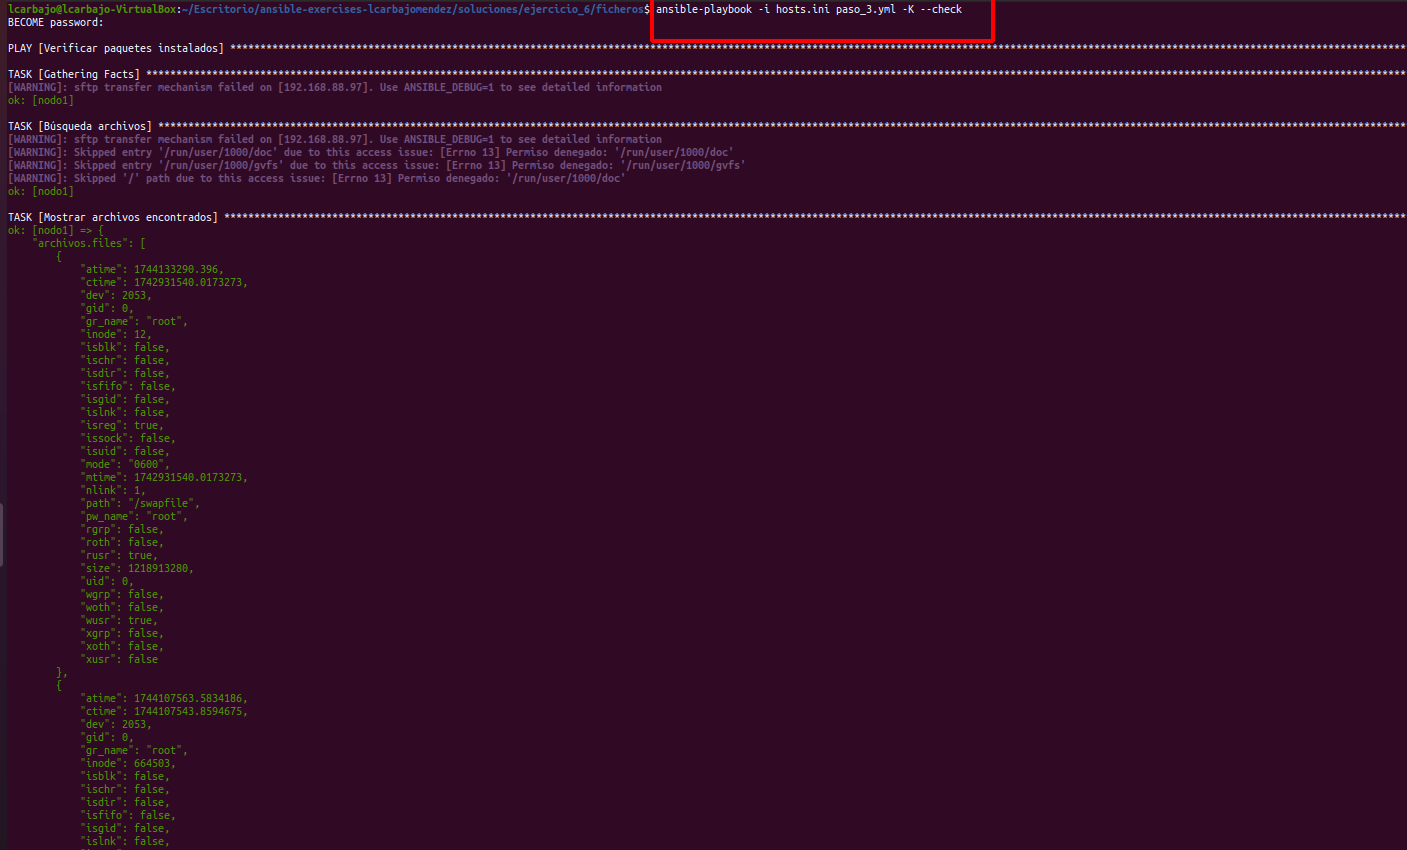 lcarbajo@lcarbajo-VirtualBox:~/Escritorio/ansible-exercises-lcarbajomendez/soluciones/ejercicio_6/ficheros$ ansible-playbook -i hosts.ini paso_3.yml -K --check
BECOME password:
PLAY [Verificar paquetes instalados] ****************************************************************************************************************************************************************************************************
TASK [Gathering Facts] ******************************************************************************************************************************************************************************************************************
[WARNING]: sftp transfer mechanism failed on [192.168.88.97]. Use ANSIBLE_DEBUG=1 to see detailed information
ok: [nodo1]
TASK [Búsqueda archivos] ****************************************************************************************************************************************************************************************************************
[WARNING]: sftp transfer mechanism failed on [192.168.88.97]. Use ANSIBLE_DEBUG=1 to see detailed information
[WARNING]: Skipped entry '/run/user/1000/doc' due to this access issue: [Errno 13] Permiso denegado: '/run/user/1000/doc'
[WARNING]: Skipped entry '/run/user/1000/gvfs' due to this access issue: [Errno 13] Permiso denegado: '/run/user/1000/gvfs'
[WARNING]: Skipped '/' path due to this access issue: [Errno 13] Permiso denegado: '/run/user/1000/doc'
ok: [nodo1]
TASK [Mostrar archivos encontrados] *****************************************************************************************************************************************************************************************************
ok: [nodo1] => {
"archivos.files": [
{
"atime": 1744133290.396,
"ctime": 1742931540.0173273,
"dev": 2053,
"gid": 0,
"gr_name": "root",
"inode": 12,
"isblk": false,
"ischr": false,
"isdir": false,
"isfifo": false,
"isgid": false,
"islnk": false,
"isreg": true,
"issock": false,
"isuid": false,
"mode": "0600",
"mtime": 1742931540.0173273,
"nlink": 1,
"path": "/swapfile",
"pw_name": "root",
"rgrp": false,
"roth": false,
"rusr": true,
"size": 1218913280,
"uid": 0,
"wgrp": false,
"woth": false,
"wusr": true,
"xgrp": false,
"xoth": false,
"xusr": false
},
{
"atime": 1744107563.5834186,
"ctime": 1744107543.8594675,
"dev": 2053,
"gid": 0,
"gr_name": "root",
"inode": 664503,
"isblk": false,
"ischr": false,
"isdir": false,
"isfifo": false,
"isgid": false,
"islnk": false,